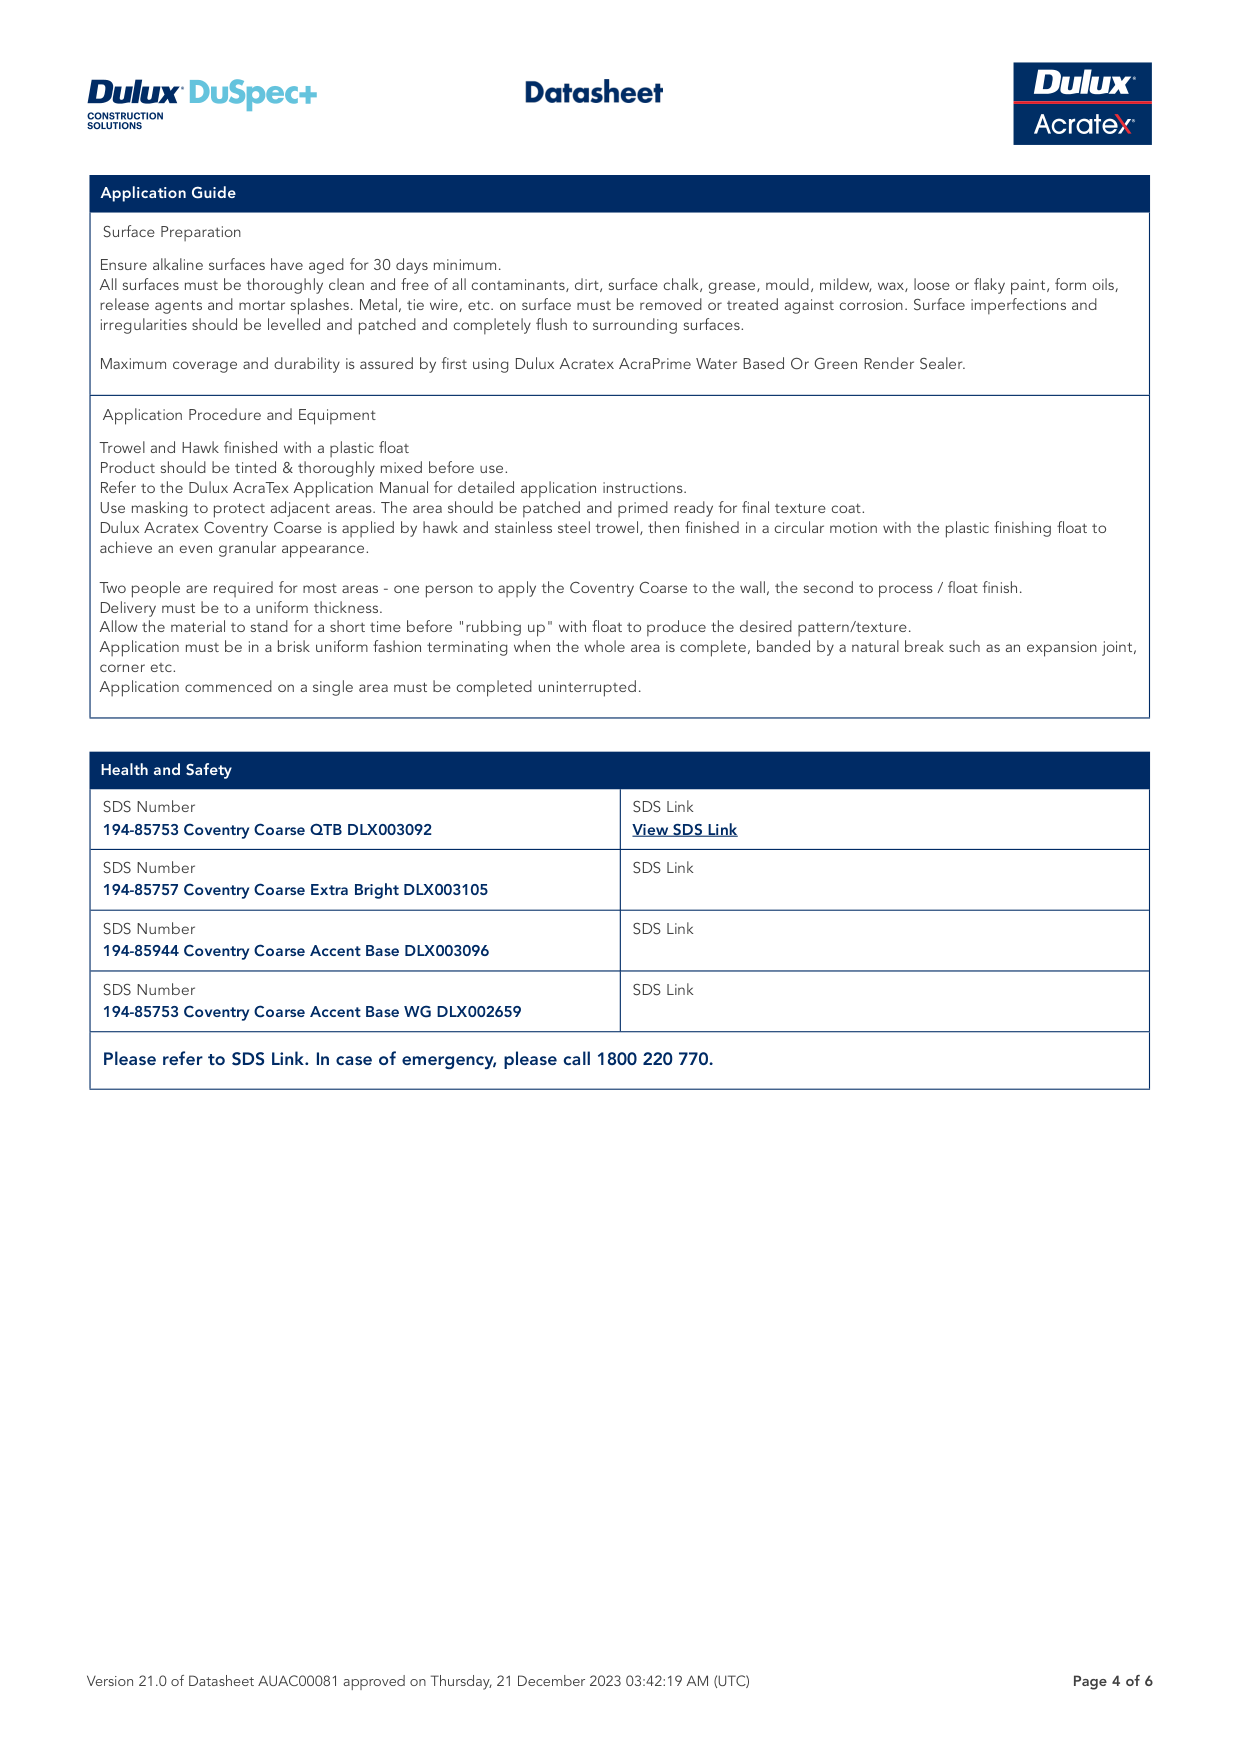 Dulux DuSpec+
CONSTRUCTION
SOLUTIONS
Datasheet
Dulux
Acratex
Application Guide
Surface Preparation
Ensure alkaline surfaces have aged for 30 days minimum.
All surfaces must be thoroughly clean and free of all contaminants, dirt, surface chalk, grease, mould, mildew, wax, loose or flaky paint, form oils,
release agents and mortar splashes. Metal, tie wire, etc. on surface must be removed or treated against corrosion. Surface imperfections and
irregularities should be levelled and patched and completely flush to surrounding surfaces.
Maximum coverage and durability is assured by first using Dulux Acratex AcraPrime Water Based Or Green Render Sealer.
Application Procedure and Equipment
Trowel and Hawk finished with a plastic float
Product should be tinted & thoroughly mixed before use.
Refer to the Dulux AcraTex Application Manual for detailed application instructions.
Use masking to protect adjacent areas. The area should be patched and primed ready for final texture coat.
Dulux Acratex Coventry Coarse is applied by hawk and stainless steel trowel, then finished in a circular motion with the plastic finishing float to
achieve an even granular appearance.
Two people are required for most areas - one person to apply the Coventry Coarse to the wall, the second to process / float finish.
Delivery must be to a uniform thickness.
Allow the material to stand for a short time before "rubbing up" with float to produce the desired pattern/texture.
Application must be in a brisk uniform fashion terminating when the whole area is complete, banded by a natural break such as an expansion joint,
corner etc.
Application commenced on a single area must be completed uninterrupted.
Health and Safety
SDS Number
194-85753 Coventry Coarse QTB DLX003092
SDS Link
View SDS Link
SDS Number
194-85757 Coventry Coarse Extra Bright DLX003105
SDS Link
SDS Number
194-85944 Coventry Coarse Accent Base DLX003096
SDS Link
SDS Number
194-85753 Coventry Coarse Accent Base WG DLX002659
SDS Link
Please refer to SDS Link. In case of emergency, please call 1800 220 770.
Version 21.0 of Datasheet AUAC00081 approved on Thursday, 21 December 2023 03:42:19 AM (UTC)
Page 4 of 6